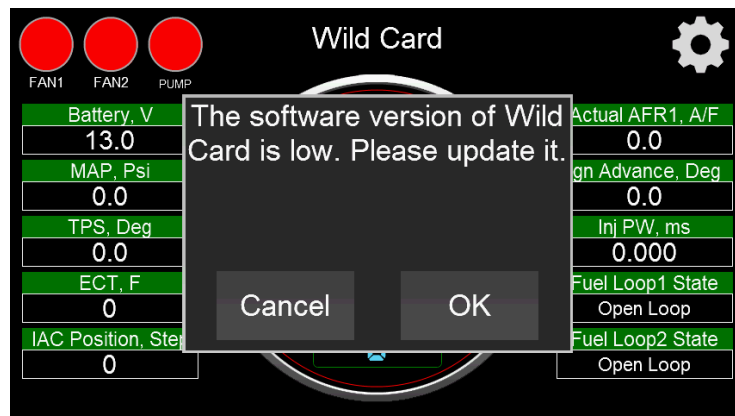 Wild Card
FAN1 FAN2 PUMP
The software version of Wild
Card is low. Please update it.
Cancel OK
Battery, V
13.0
MAP, Psi
0.0
TPS, Deg
0.0
ECT, F
0
IAC Position, Step
0
Actual AFR1, A/F
0.0
gn Advance, Deg
0.0
Inj PW, ms
0.000
Fuel Loop1 State
Open Loop
Fuel Loop2 State
Open Loop